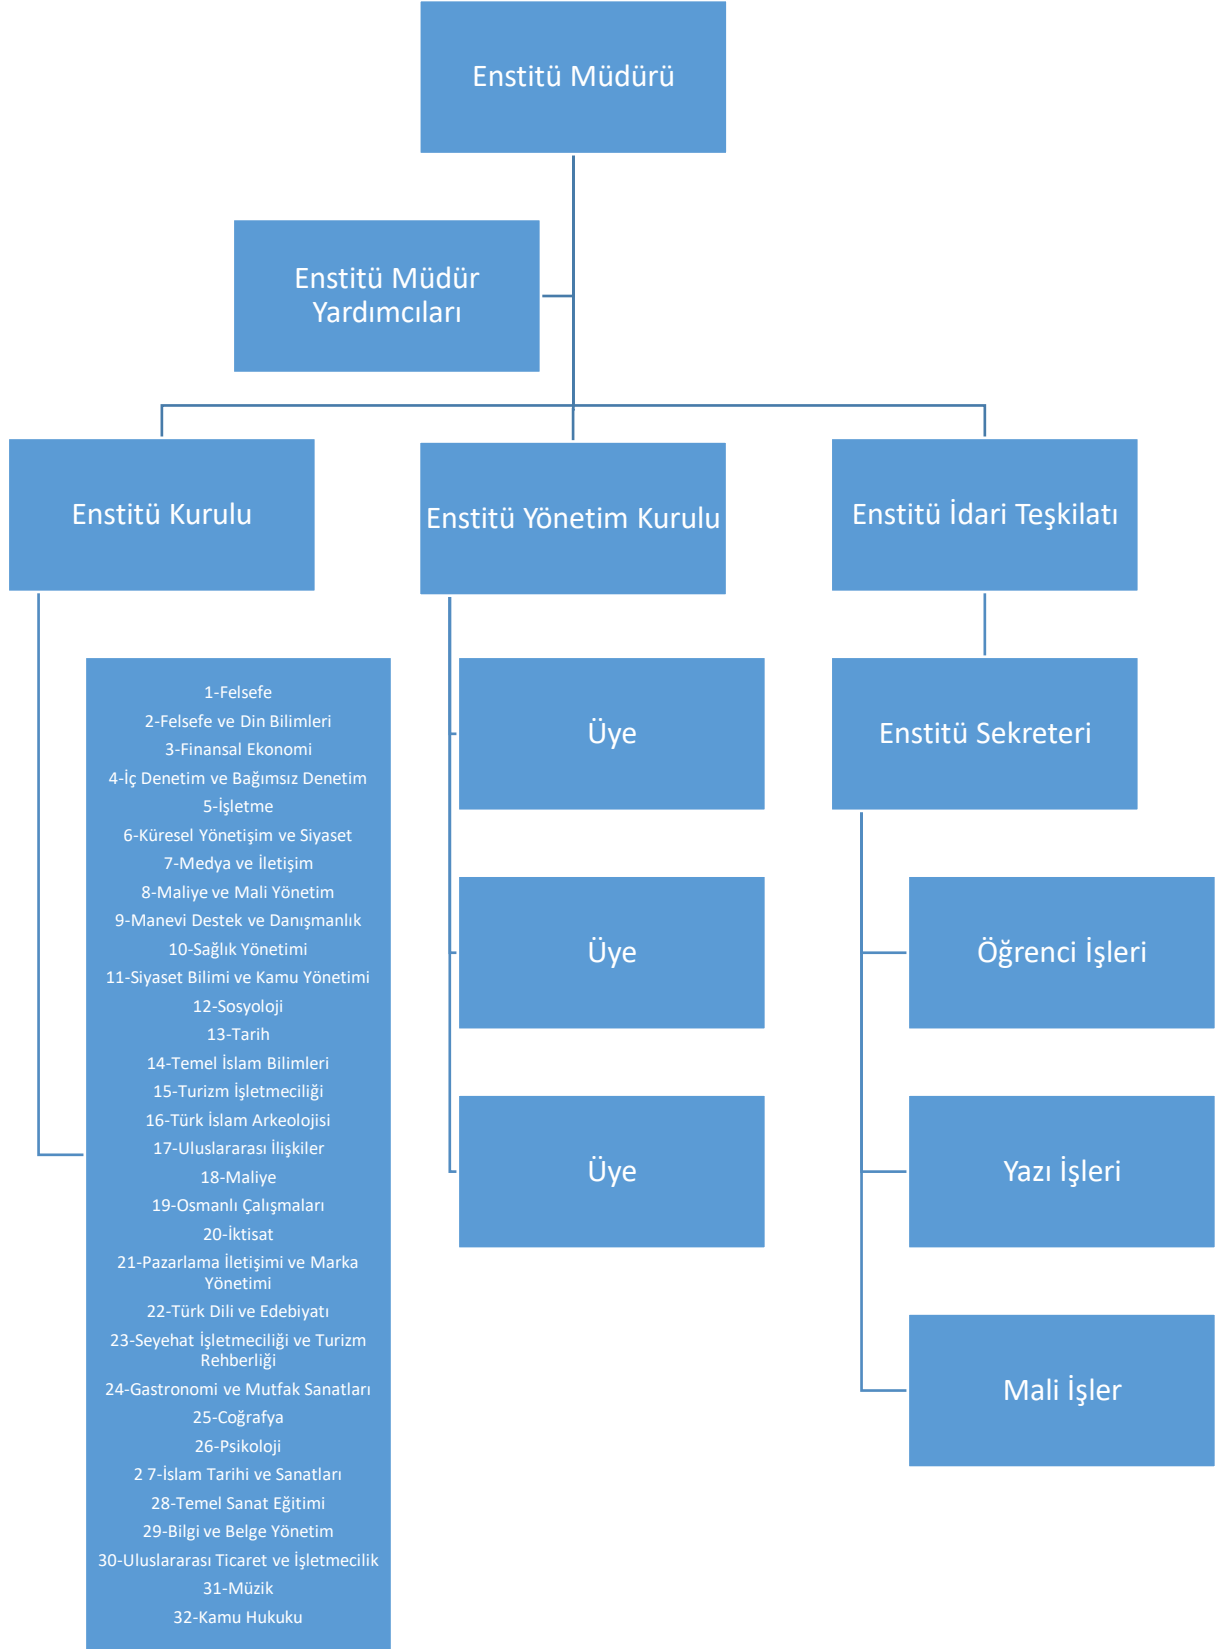 Enstitü Müdürü
Enstitü Müdür
Yardımcıları
Enstitü Kurulu
Enstitü Yönetim Kurulu
Enstitü İdari Teşkilatı
1-Felsefe
2-Felsefe ve Din Bilimleri
3-Finansal Ekonomi
4-İç Denetim ve Bağımsız Denetim
5-İşletme
6-Küresel Yönetişim ve Siyaset
7-Medya ve İletişim
8-Maliye ve Mali Yönetim
9-Manevi Destek ve Danışmanlık
10-Sağlık Yönetimi
11-Siyaset Bilimi ve Kamu Yönetimi
12-Sosyoloji
13-Tarih
14-Temel İslam Bilimleri
15-Turizm İşletmeciliği
16-Türk İslam Arkeolojisi
17-Uluslararası İlişkiler
18-Maliye
19-Osmanlı Çalışmaları
20-İktisat
21-Pazarlama İletişimi ve Marka
Yönetimi
22-Türk Dili ve Edebiyatı
23-Seyehat İşletmeciliği ve Turizm
Rehberliği
24-Gastronomi ve Mutfak Sanatları
25-Coğrafya
26-Psikoloji
2 7-İslam Tarihi ve Sanatları
28-Temel Sanat Eğitimi
29-Bilgi ve Belge Yönetim
30-Uluslararası Ticaret ve İşletmecilik
31-Müzik
32-Kamu Hukuku
Üye
Üye
Üye
Enstitü Sekreteri
Öğrenci İşleri
Yazı İşleri
Mali İşler